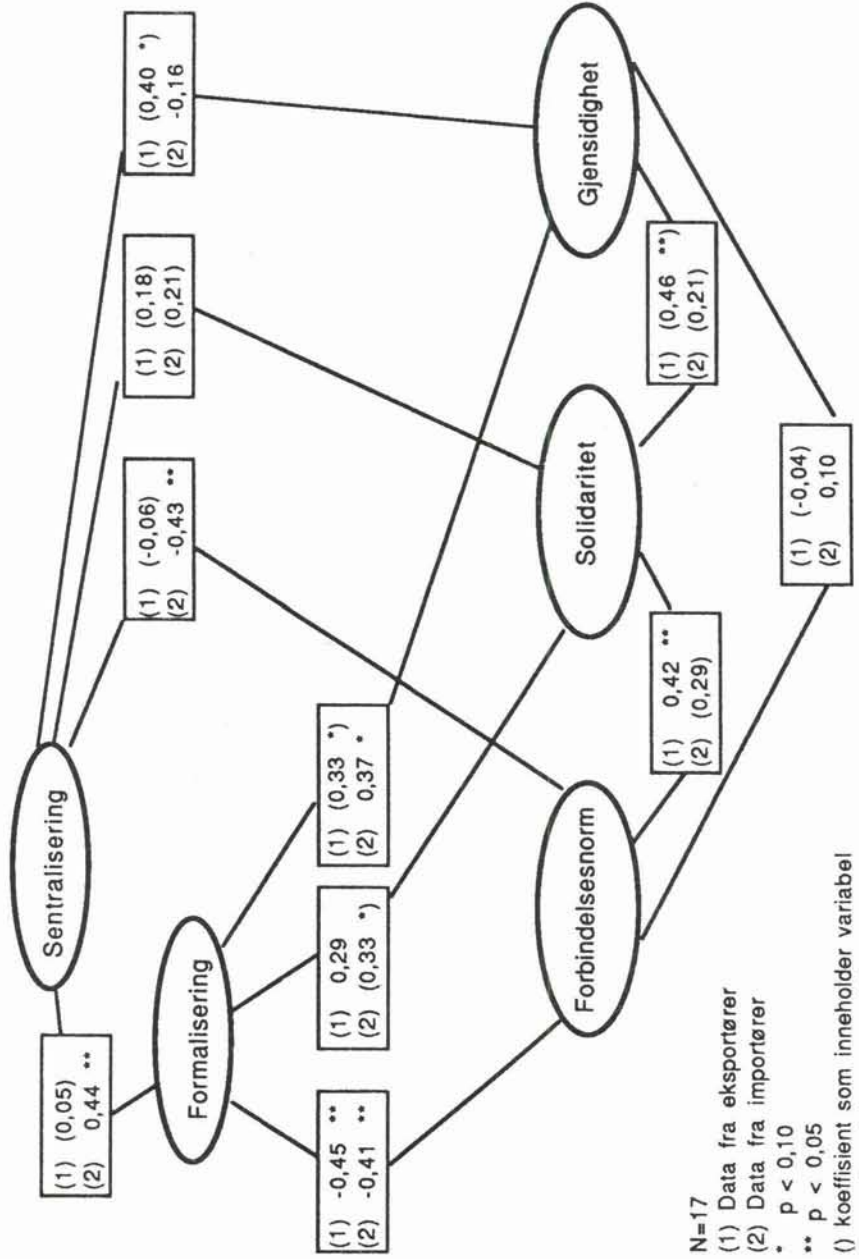 Sentralisering
(1) (0,05)
(2) 0,44 **
Formalisering
(1) (-0,06)
(2) -0,43 **
(1) (0,18)
(2) (0,21)
(1) (0,40 *)
(2) -0,16
(1) -0,45 **
(2) -0,41 **
(1) 0,29
(2) (0,33 *)
(1) (0,33 *)
(2) 0,37 *
Forbindelsesnorm
Solidaritet
Gjensidighet
(1) 0,42 **
(2) (0,29)
(1) (0,46 **)
(2) (0,21)
(1) (-0,04)
(2) 0,10
N=17
(1) Data fra eksportører
(2) Data fra importører
* p < 0,10
** p < 0,05
() koeffisient som inneholder variabel